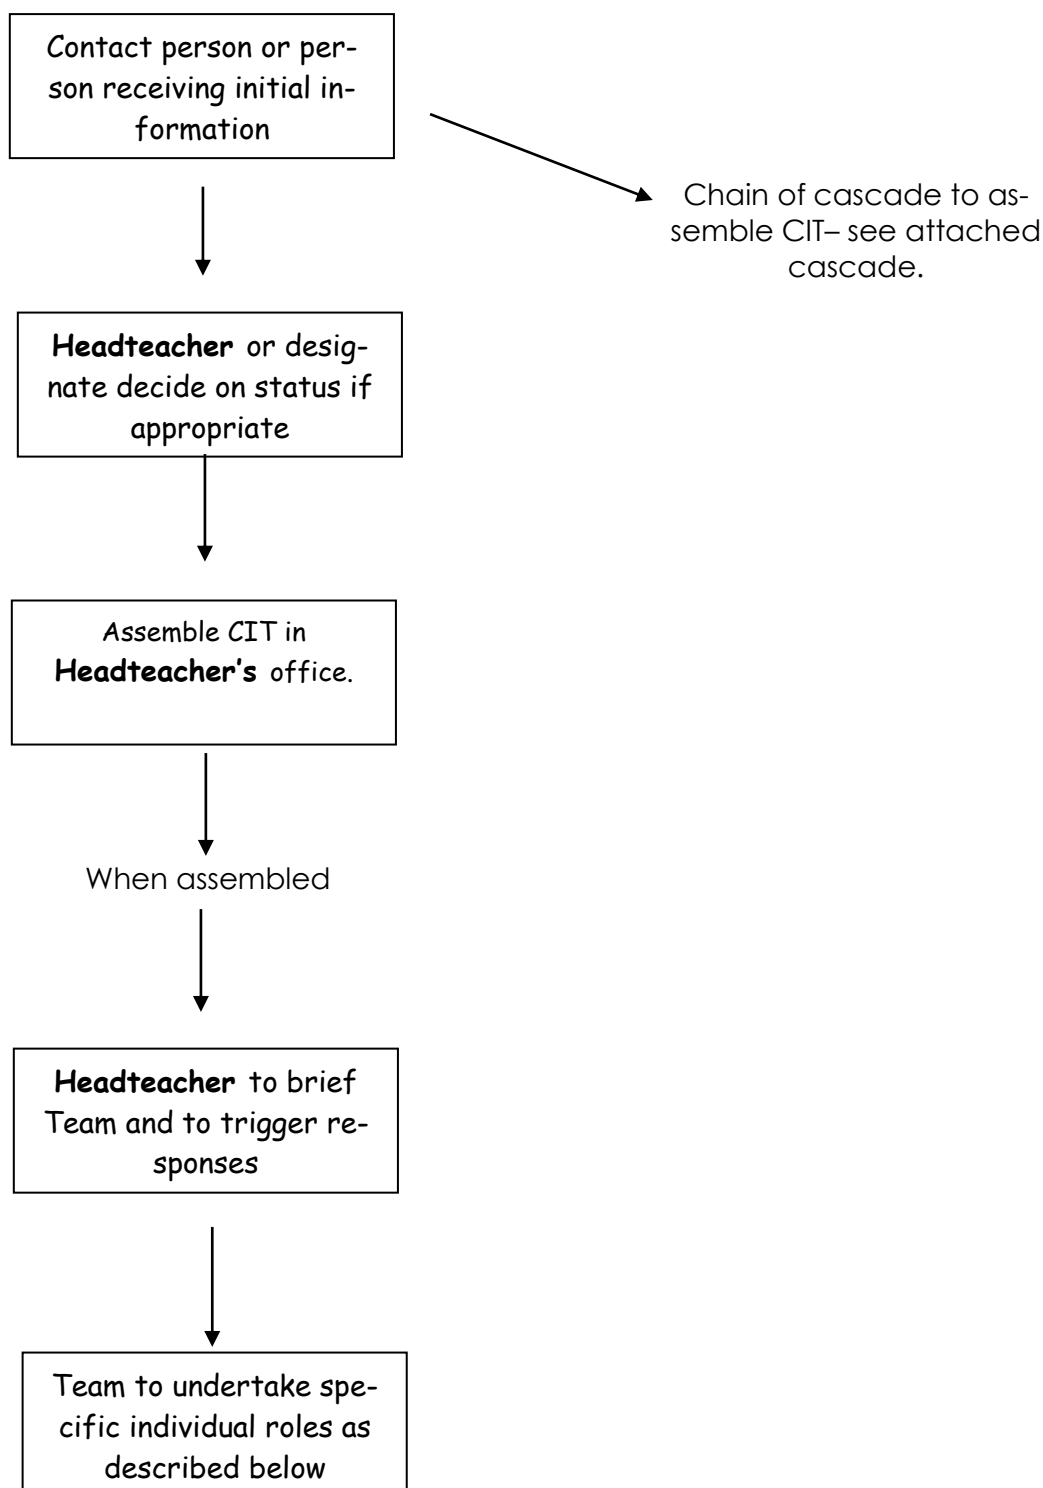 Contact person or per-
son receiving initial in-
formation
Chain of cascade to as-
semble CIT– see attached
cascade.
Headteacher or desig-
nate decide on status if
appropriate
Assemble CIT in
Headteacher’s office.
When assembled
Headteacher to brief
Team and to trigger re-
sponses
Team to undertake spe-
cific individual roles as
described below